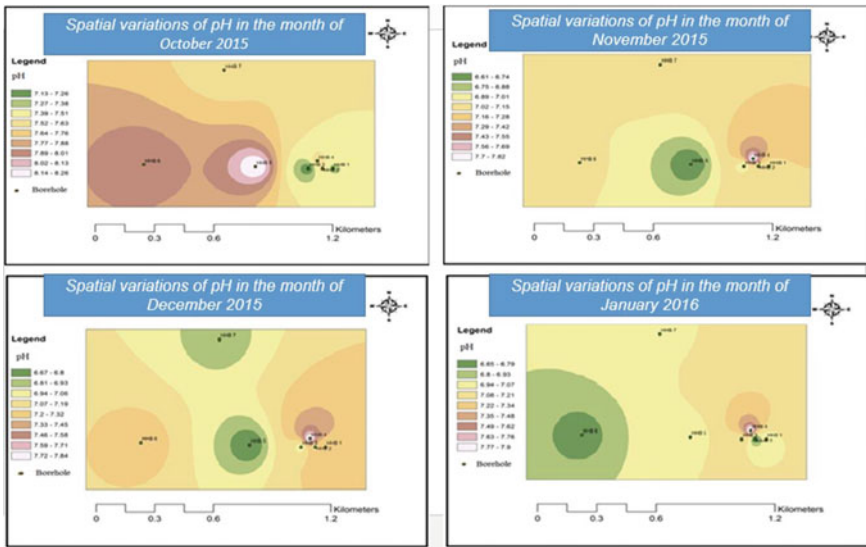 Spatial variations of pH in the month of
October 2015
Legend
pH
7.13 - 7.26
7.27 - 7.38
7.39 - 7.51
7.52 - 7.63
7.64 - 7.76
7.77 - 7.88
7.89 - 8.01
8.02 - 8.13
8.14 - 8.26
Borehole
Kilometers
0 0.3 0.6 1.2
Spatial variations of pH in the month of
November 2015
Legend
pH
6.61 - 6.74
6.75 - 6.88
6.89 - 7.01
7.02 - 7.15
7.16 - 7.28
7.29 - 7.42
7.43 - 7.55
7.56 - 7.69
7.7 - 7.82
Borehole
Kilometers
0 0.3 0.6 1.2
Spatial variations of pH in the month of
December 2015
Legend
pH
6.67 - 6.8
6.81 - 6.93
6.94 - 7.06
7.07 - 7.19
7.2 - 7.32
7.33 - 7.45
7.46 - 7.58
7.59 - 7.71
7.72 - 7.84
Borehole
Kilometers
0 0.3 0.6 1.2
Spatial variations of pH in the month of
January 2016
Legend
pH
6.65 - 6.79
6.8 - 6.93
6.94 - 7.07
7.08 - 7.21
7.22 - 7.34
7.35 - 7.48
7.49 - 7.62
7.63 - 7.76
7.77 - 7.9
Borehole
Kilometers
0 0.3 0.6 1.2